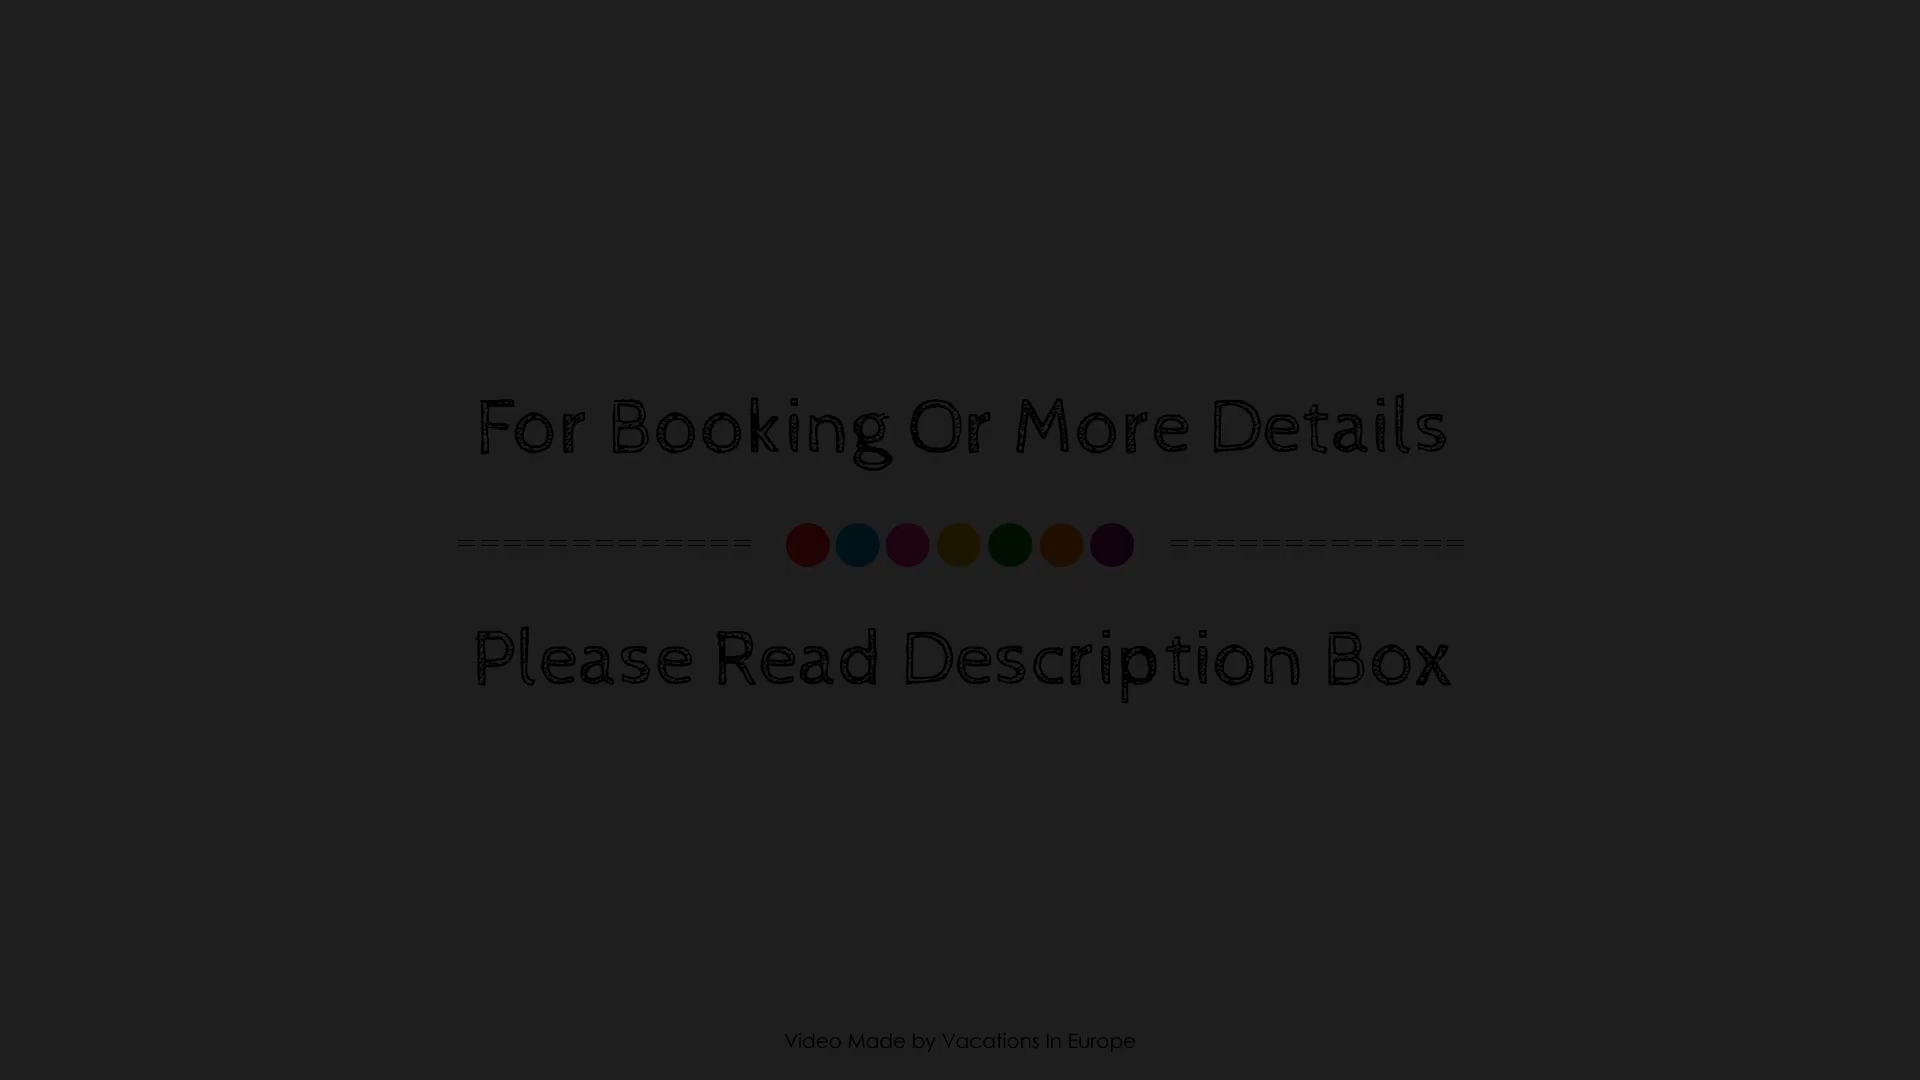 For Booking Or More Details
============= =============
Please Read Description Box
Video Made by Vacations In Europe